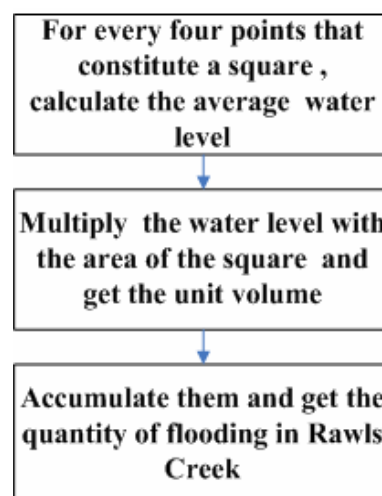 For every four points that
constitute a square ,
calculate the average water
level
Multiply the water level with
the area of the square and
get the unit volume
Accumulate them and get the
quantity of flooding in Rawls
Creek